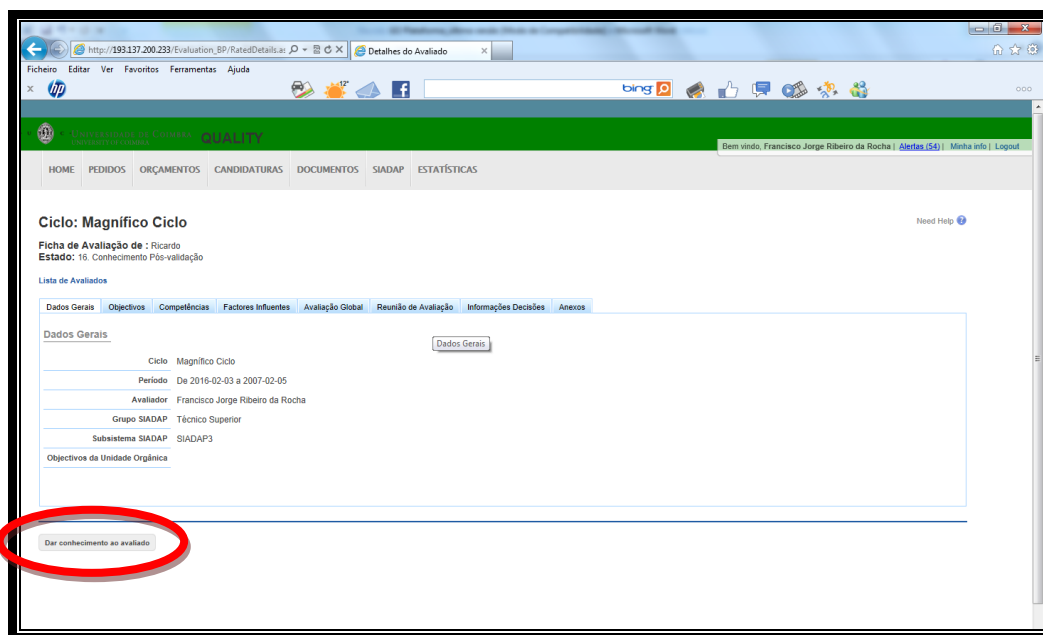 http://193.137.200.233/Evaluation_BP/RatedDetails.as
Detalhes do Avaliado
Ficheiro Editar Ver Favoritos Ferramentas Ajuda
hp 12° bing
QUALITY
Bem vindo, Francisco Jorge Ribeiro da Rocha | Alertas (54) | Minha info | Logout
HOME PEDIDOS ORÇAMENTOS CANDIDATURAS DOCUMENTOS SIADAP ESTATÍSTICAS
Ciclo: Magnífico Ciclo
Need Help ?
Ficha de Avaliação de : Ricardo
Estado: 16. Conhecimento Pós-validação
Lista de Avaliados
Dados Gerais Objectivos Competências Factores Influentes Avaliação Global Reunião de Avaliação Informações Decisões Anexos
Dados Gerais
Dados Gerais
Ciclo Magnífico Ciclo
Período De 2016-02-03 a 2007-02-05
Avaliador Francisco Jorge Ribeiro da Rocha
Grupo SIADAP Técnico Superior
Subsistema SIADAP SIADAP3
Objectivos da Unidade Orgânica
Dar conhecimento ao avaliado